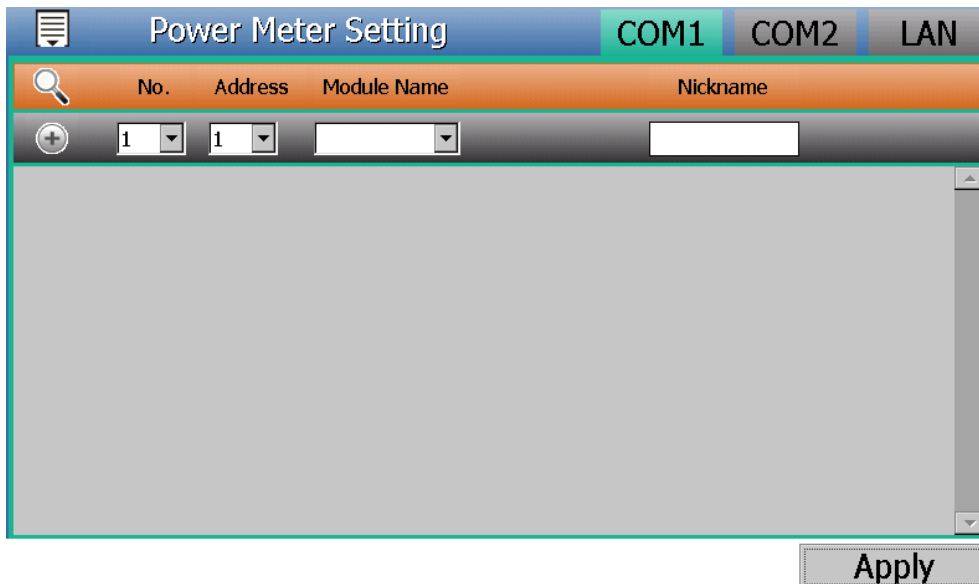 Power Meter Setting COM1 COM2 LAN
No. Address Module Name Nickname
1 1
Apply